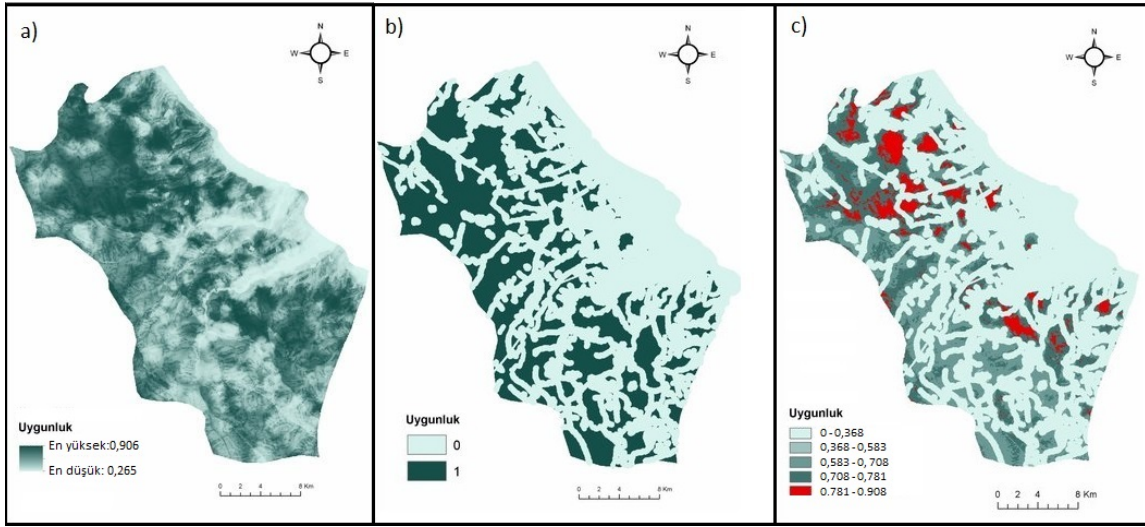 a)
N
W E
S
Uygunluk
En yüksek:0,906
En düşük: 0,265
0 2 4 8 Km
b)
N
W E
S
Uygunluk
0
1
0 2 4 8 Km
c)
N
W E
S
Uygunluk
0 - 0,368
0,368 - 0,583
0,583 - 0,708
0,708 - 0,781
0.781 - 0.908
0 2 4 8 Km